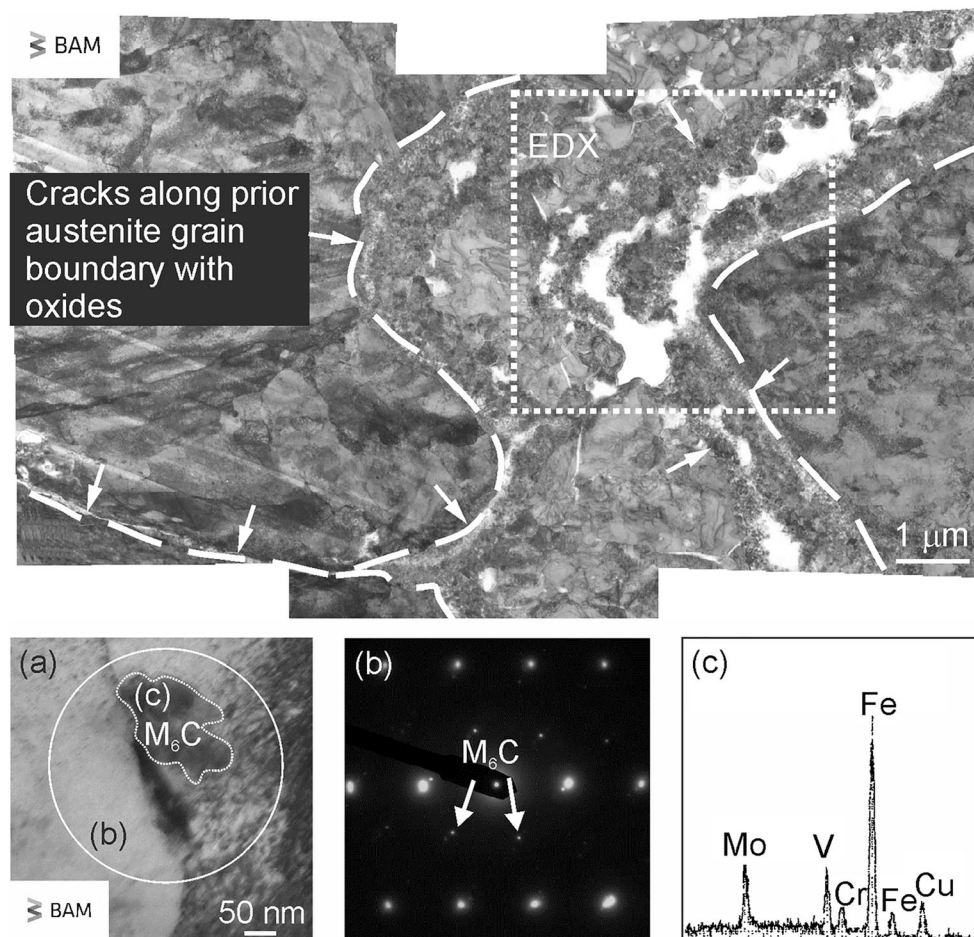 BAM
EDX
Cracks along prior
austenite grain
boundary with
oxides
1 μm
(a)
(c)
M₆C
(b)
BAM
50 nm
(b)
M₆C
(c)
Fe
Mo
V
Cr
Fe
Cu